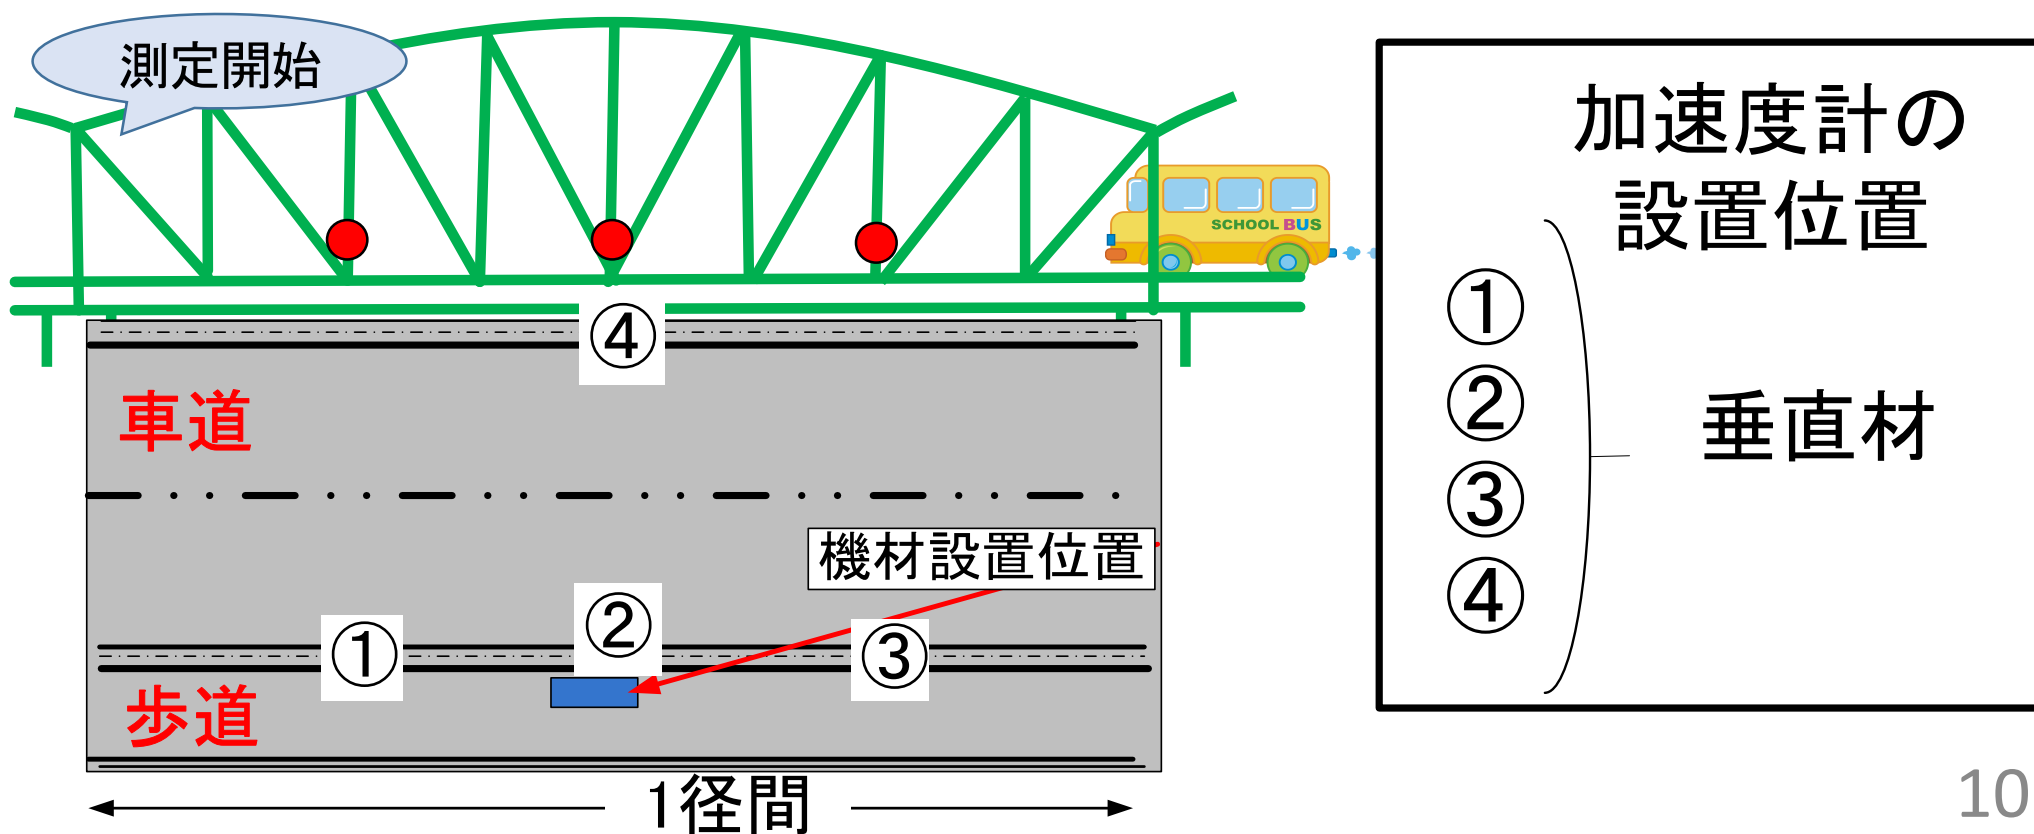 測定開始
SCHOOL BUS
④
車道
機材設置位置
①
②
③
歩道
1径間
加速度計の
設置位置
①
②
③
④
垂直材
10